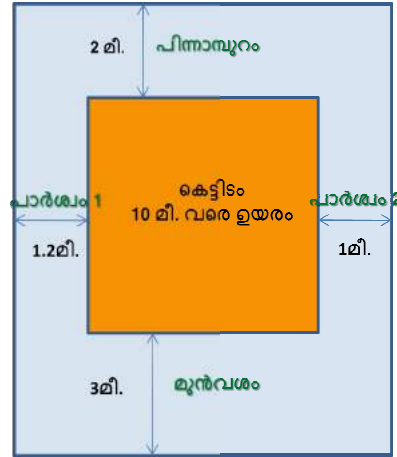 2 മീ. പിന്നാമ്പുറം
കെട്ടിടം
10 മീ. വരെ ഉയരം
പാർശ്വം 1
1.2മീ.
പാർശ്വം 2
1മീ.
3മീ. മുൻവശം